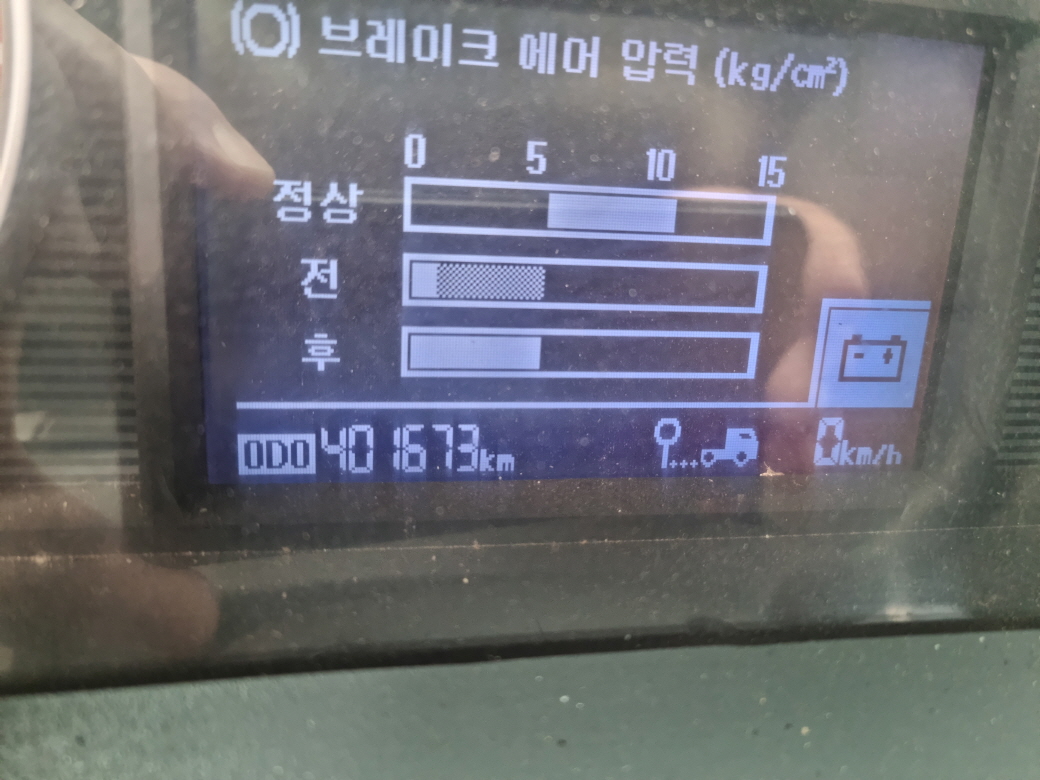 브레이크 에어 압력 (kg/cm²)
0 5 10 15
정상
전
후
ODO 401673km 0km/h